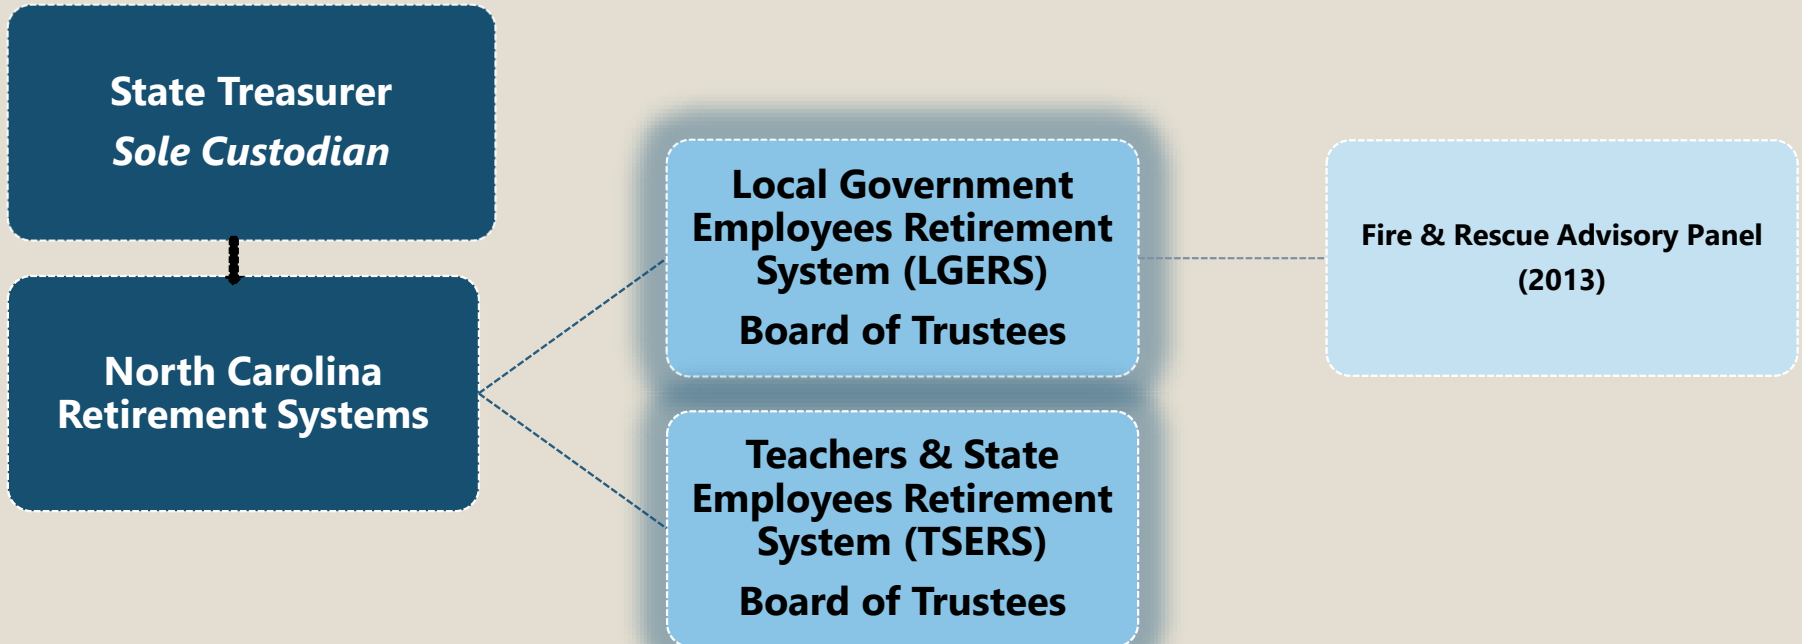 State Treasurer
Sole Custodian
North Carolina
Retirement Systems
Local Government
Employees Retirement
System (LGERS)
Board of Trustees
Teachers & State
Employees Retirement
System (TSERS)
Board of Trustees
Fire & Rescue Advisory Panel
(2013)